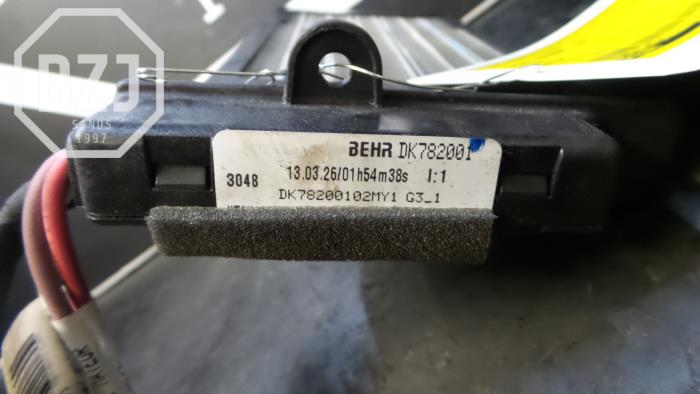 BZJ
SINDS
1997
BEHR DK782001
3048 13.03.26/01h54m38s I:1
DK78200102MY1 G3_1